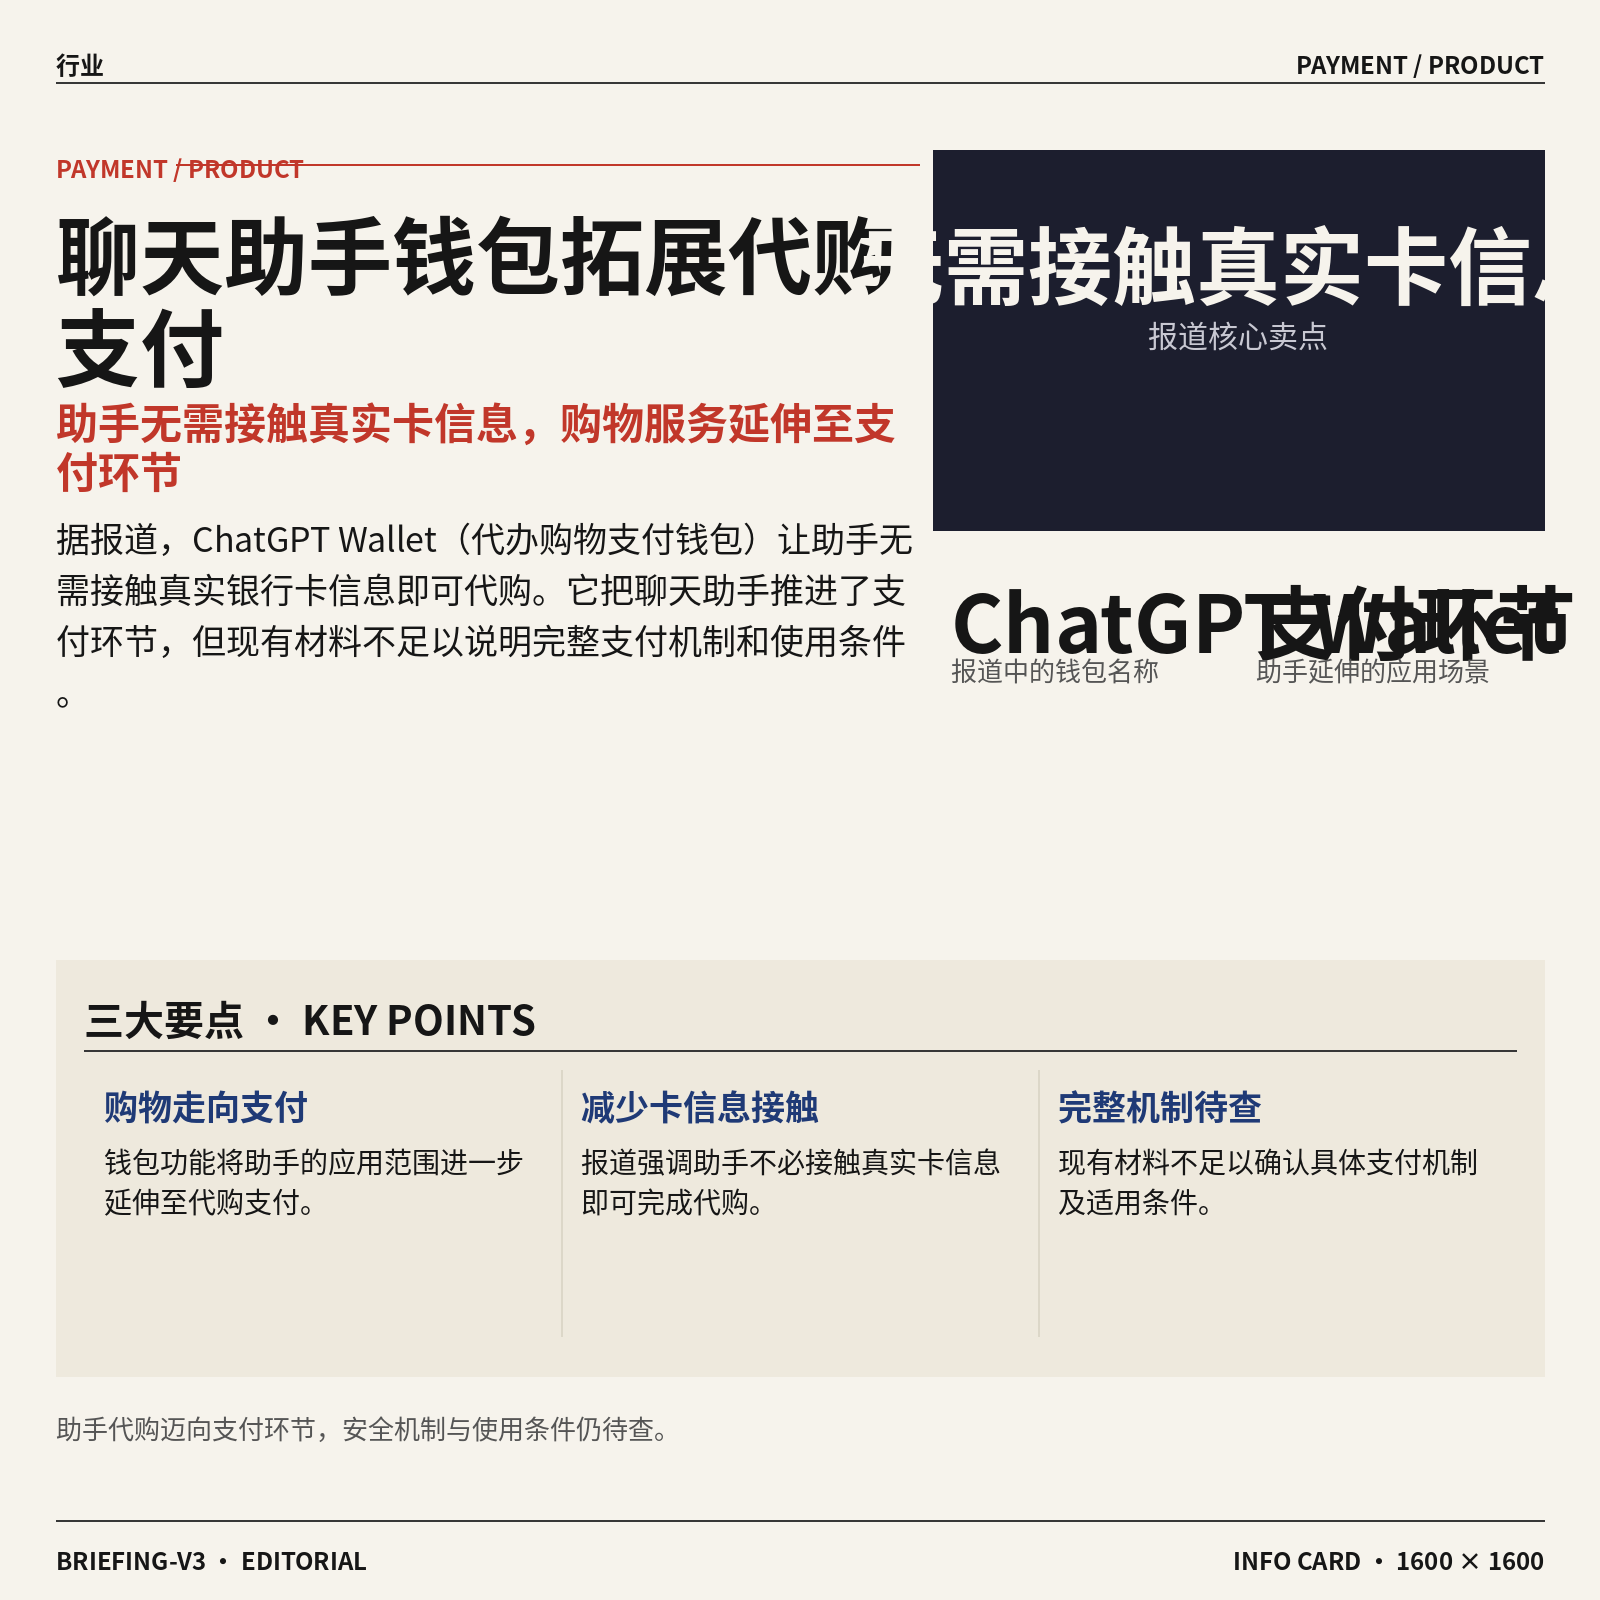 行业
PAYMENT / PRODUCT
PAYMENT / PRODUCT
聊天助手钱包拓展代购
支付
助手无需接触真实卡信息，购物服务延伸至支
付环节
据报道，ChatGPT Wallet（代办购物支付钱包）让助手无
需接触真实银行卡信息即可代购。它把聊天助手推进了支
付环节，但现有材料不足以说明完整支付机制和使用条件
。
无需接触真实卡信息
报道核心卖点
ChatGPT Wallet
报道中的钱包名称
支付环节
助手延伸的应用场景
三大要点 • KEY POINTS
购物走向支付
钱包功能将助手的应用范围进一步
延伸至代购支付。
减少卡信息接触
报道强调助手不必接触真实卡信息
即可完成代购。
完整机制待查
现有材料不足以确认具体支付机制
及适用条件。
助手代购迈向支付环节，安全机制与使用条件仍待查。
BRIEFING-V3 • EDITORIAL
INFO CARD • 1600 × 1600